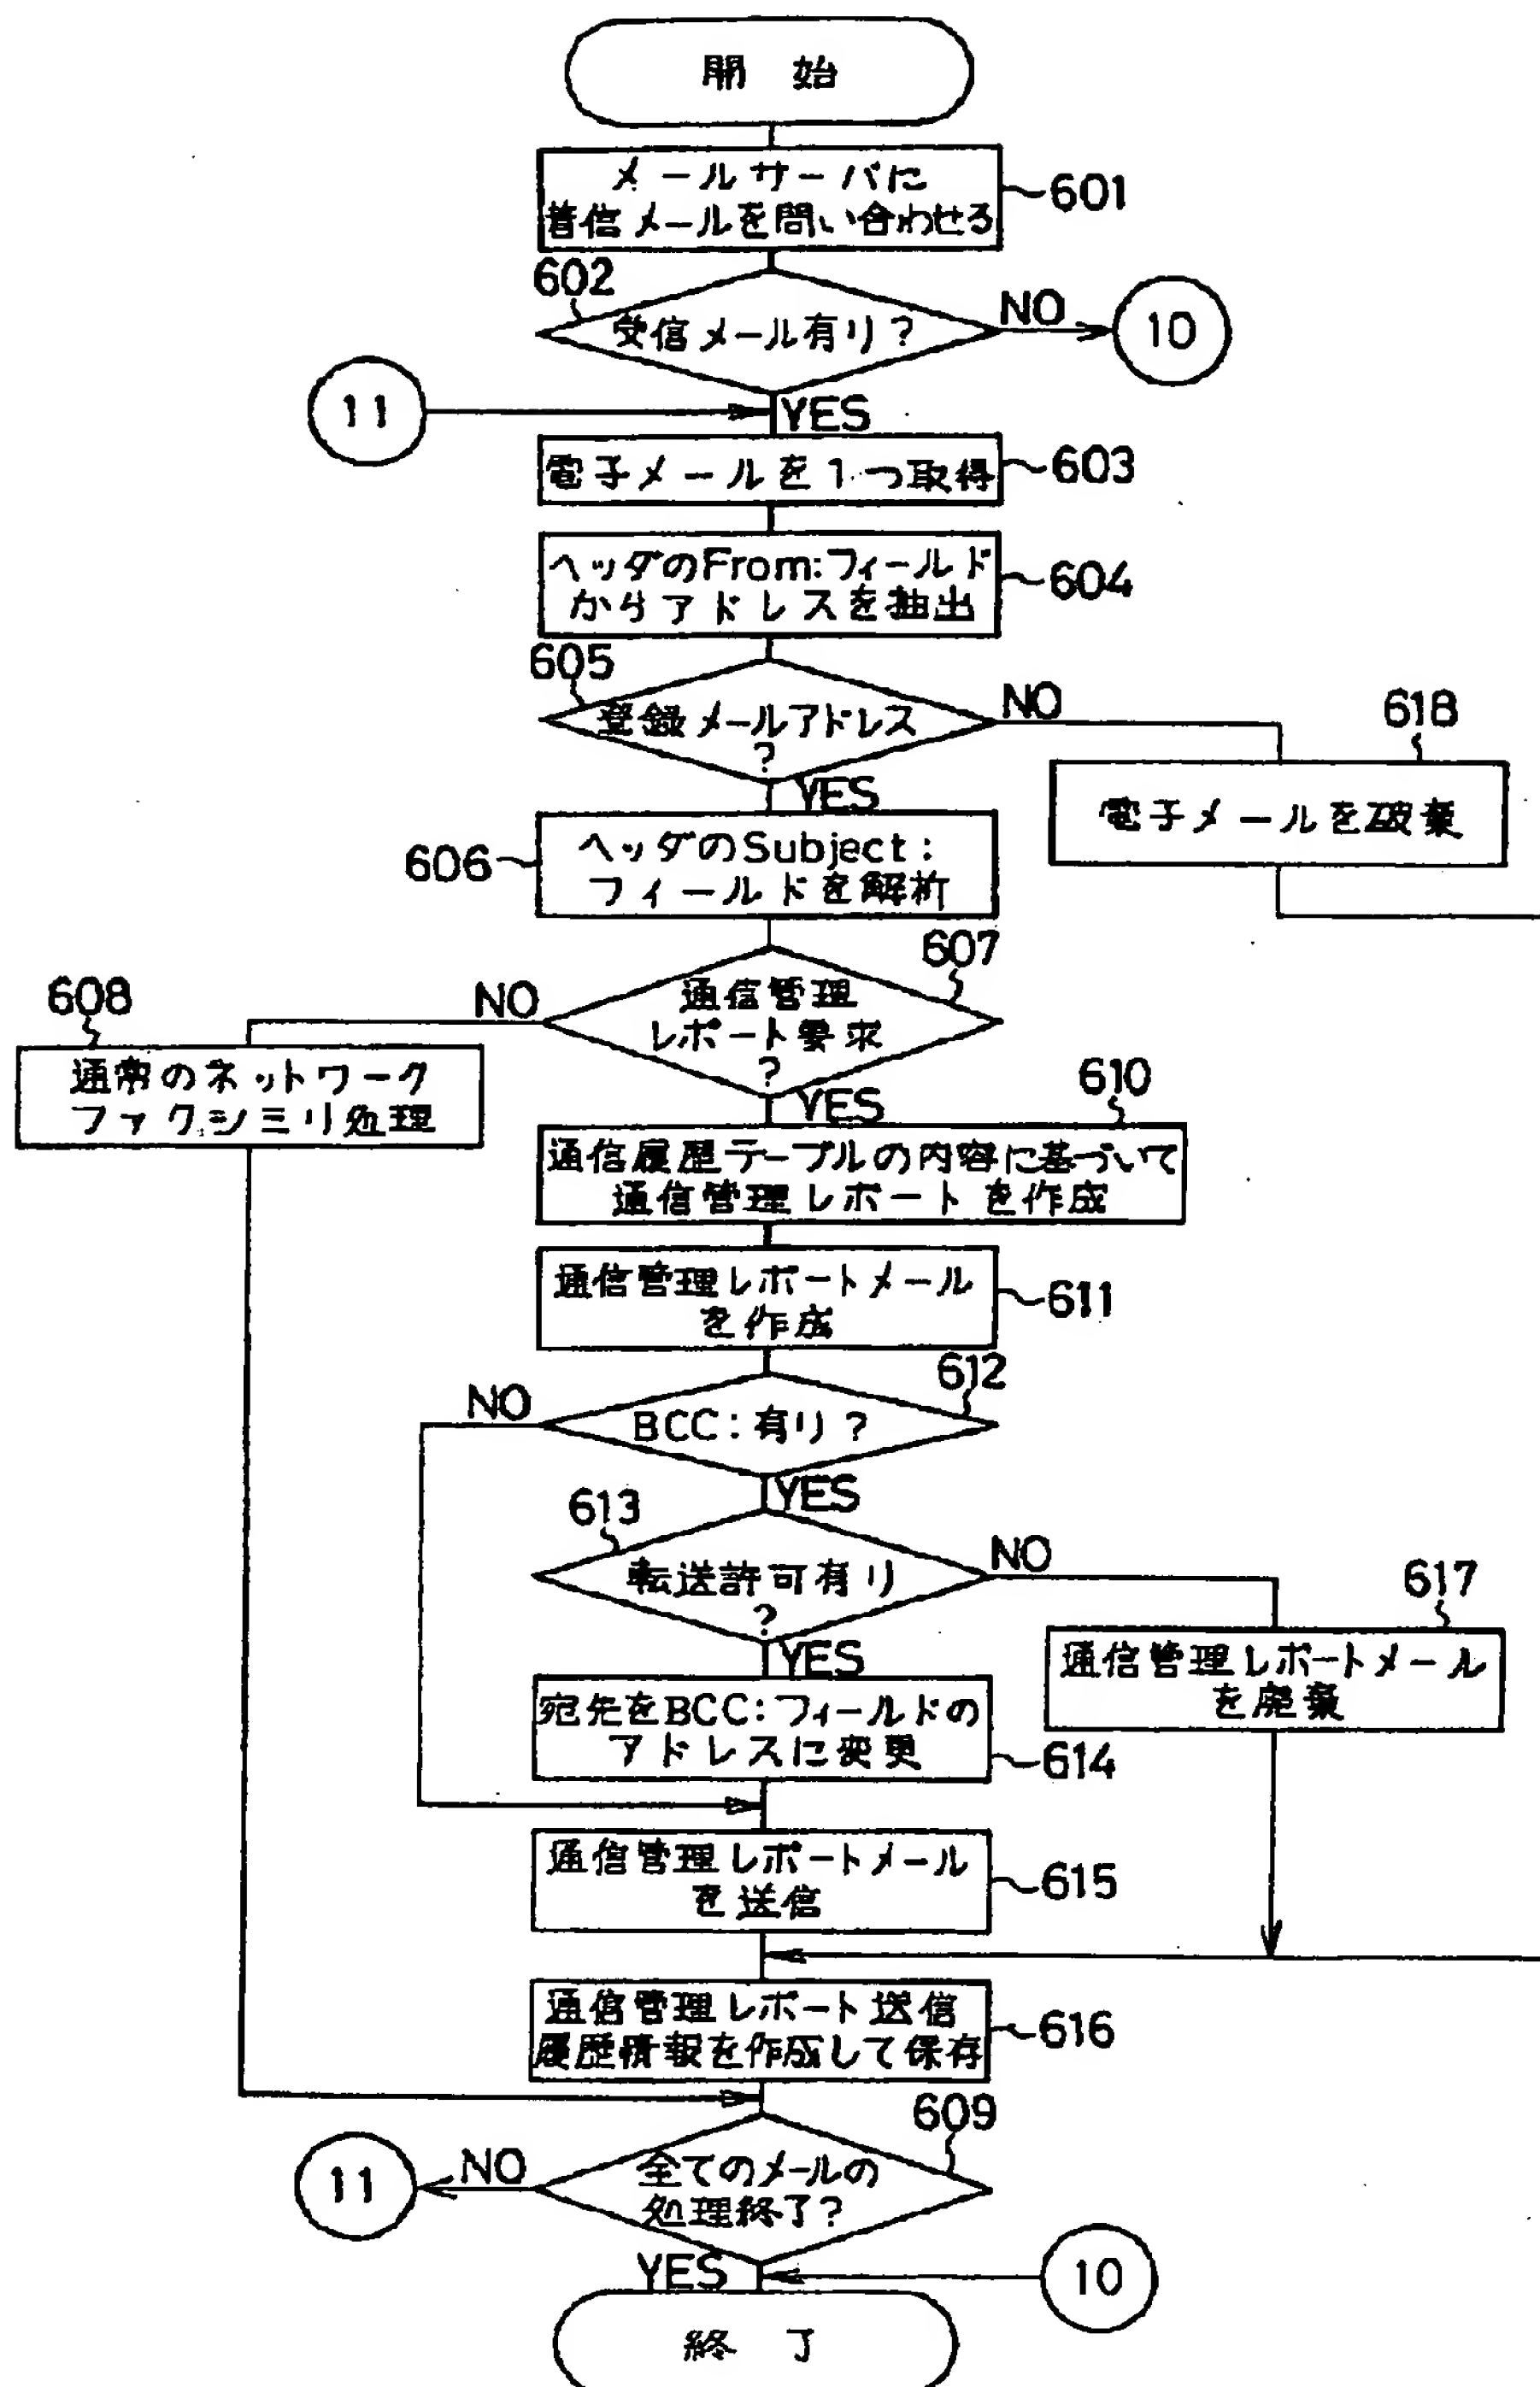 開 始
メールサーバに
着信メールを問い合わせる
601
602
受信メール有り?
NO
10
11
YES
電子メールを1つ取得
603
ヘッダのFrom:フィールド
からアドレスを抽出
604
605
登録メールアドレス
?
NO
618
YES
電子メールを破棄
ヘッダのSubject:
フィールドを解析
606
607
通信管理
レポート要求
?
NO
608
通常のネットワーク
ファクシミリ処理
YES
610
通信履歴テーブルの内容に基づいて
通信管理レポートを作成
通信管理レポートメール
を作成
611
612
NO
BCC:有り?
YES
613
転送許可有り
?
NO
617
YES
通信管理レポートメール
を廃棄
宛先をBCC:フィールドの
アドレスに変更
614
通信管理レポートメール
を送信
615
通信管理レポート送信
履歴情報を作成して保存
616
609
全てのメールの
処理終了?
NO
11
YES
10
終 了